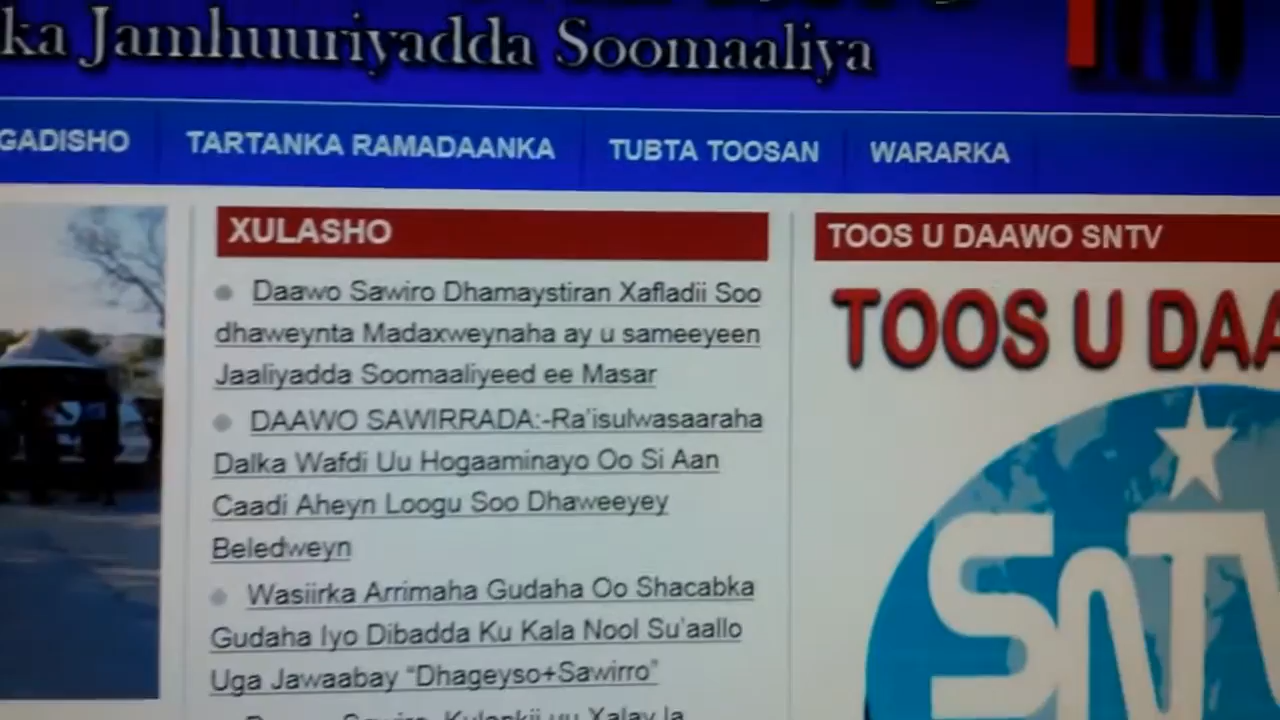 ka Jamhuuriyadda Soomaaliya
GADISHO
TARTANKA RAMADAANKA
TUBTA TOOSAN
WARARKA
XULASHO
Daawo Sawiro Dhamaystiran Xafladii Soo
dhaweynta Madaxweynaha ay u sameeyeen
Jaaliyadda Soomaaliyeed ee Masar
DAAWO SAWIRRADA:-Ra'isulwasaaraha
Dalka Wafdi Uu Hogaaminayo Oo Si Aan
Caadi Aheyn Loogu Soo Dhaweeyey
Beledweyn
Wasiirka Arrimaha Gudaha Oo Shacabka
Gudaha Iyo Dibadda Ku Kala Nool Su'aallo
Uga Jawaabay "Dhageyso+Sawirro"
TOOS U DAAWO SNTV
TOOS U DAA
SNTV